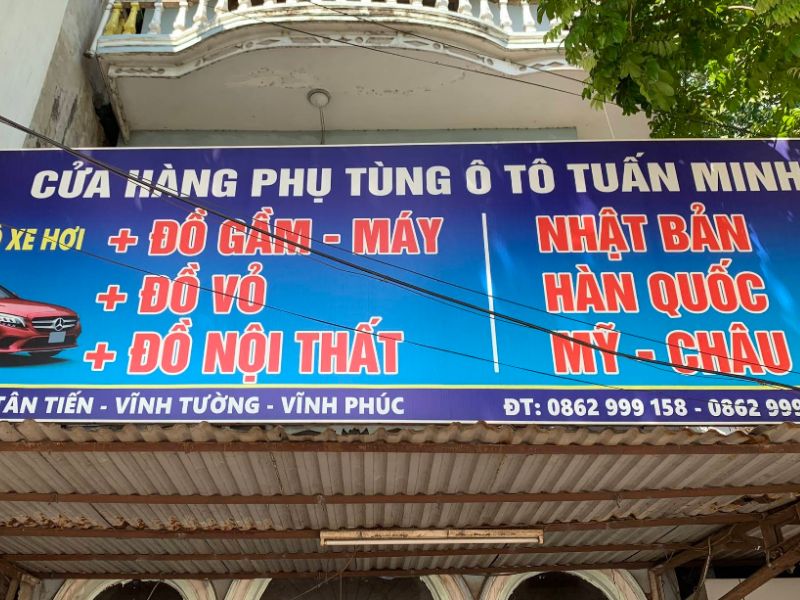 CỬA HÀNG PHỤ TÙNG Ô TÔ TUẤN MINH
XE HƠI
+ ĐỒ GẦM - MÁY
+ ĐỒ VỎ
+ ĐỒ NỘI THẤT
NHẬT BẢN
HÀN QUỐC
MỸ - CHÂU
TÂN TIẾN - VĨNH TƯỜNG - VĨNH PHÚC
ĐT: 0862 999 158 - 0862 999